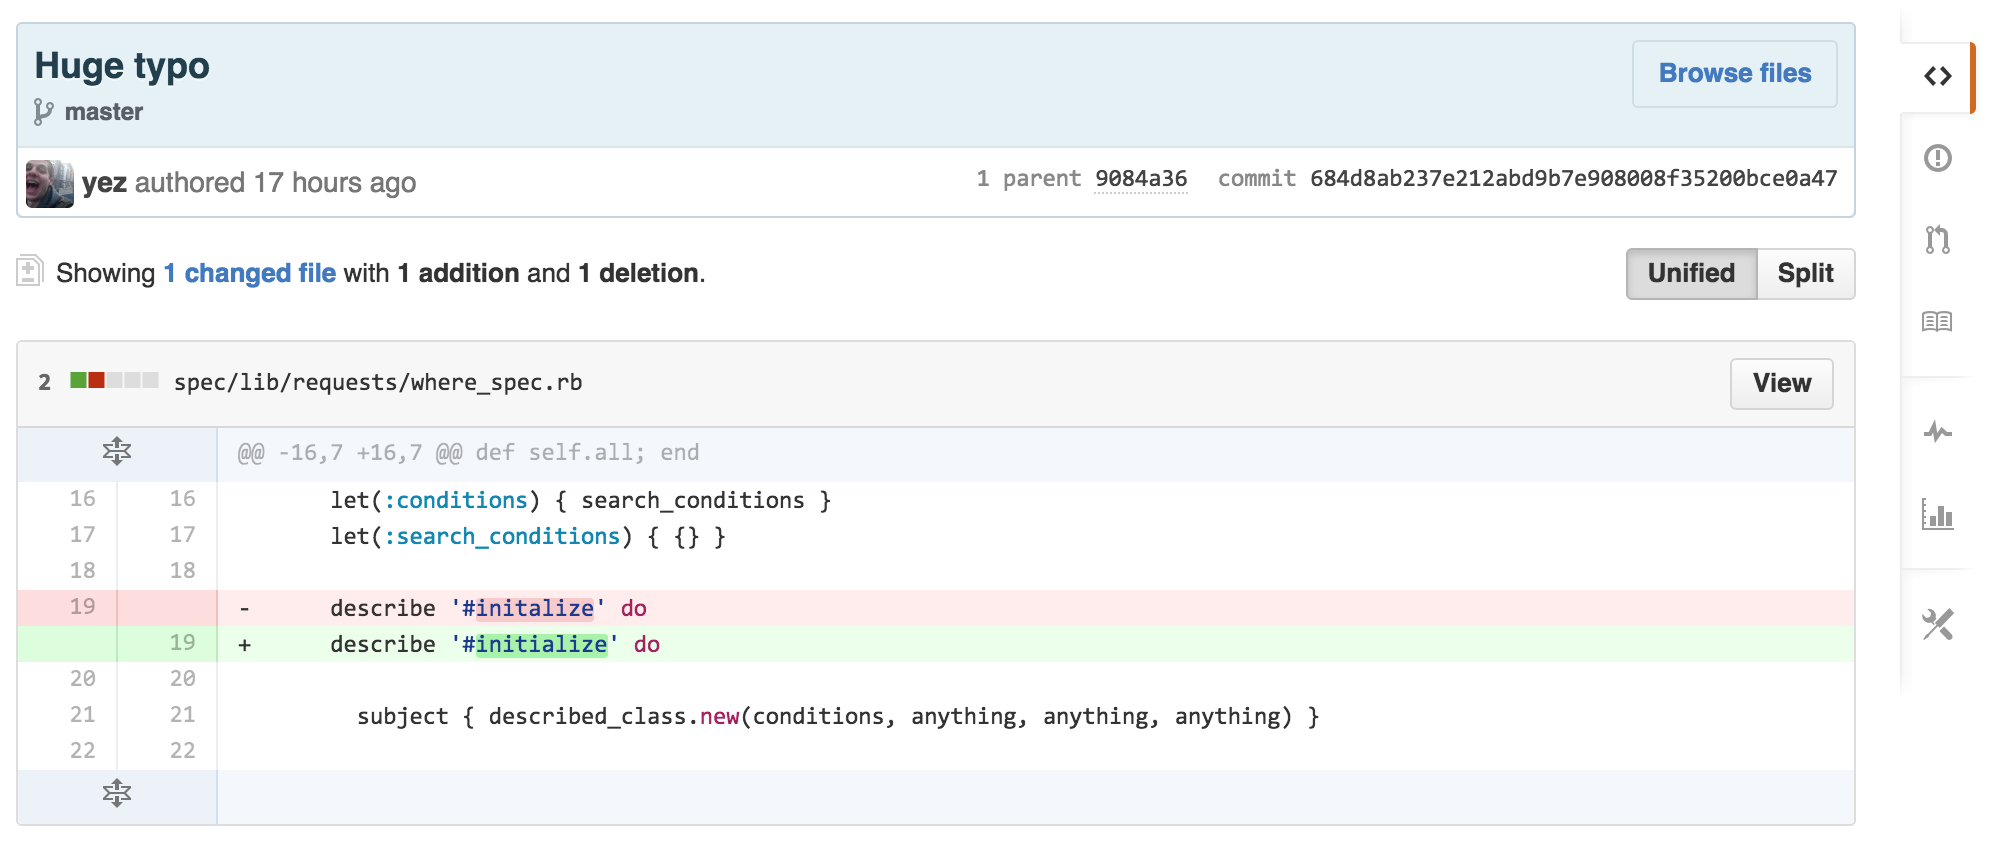 Huge typo
Browse files
master
yez authored 17 hours ago
1 parent 9084a36 commit 684d8ab237e212abd9b7e908008f35200bce0a47
Showing 1 changed file with 1 addition and 1 deletion.
Unified Split
2 spec/lib/requests/where_spec.rb View
@@ -16,7 +16,7 @@ def self.all; end
16 16 let(:conditions) { search_conditions }
17 17 let(:search_conditions) { {} }
18 18
19 - describe '#initalize' do
19 + describe '#initialize' do
20 20
21 21 subject { described_class.new(conditions, anything, anything, anything) }
22 22